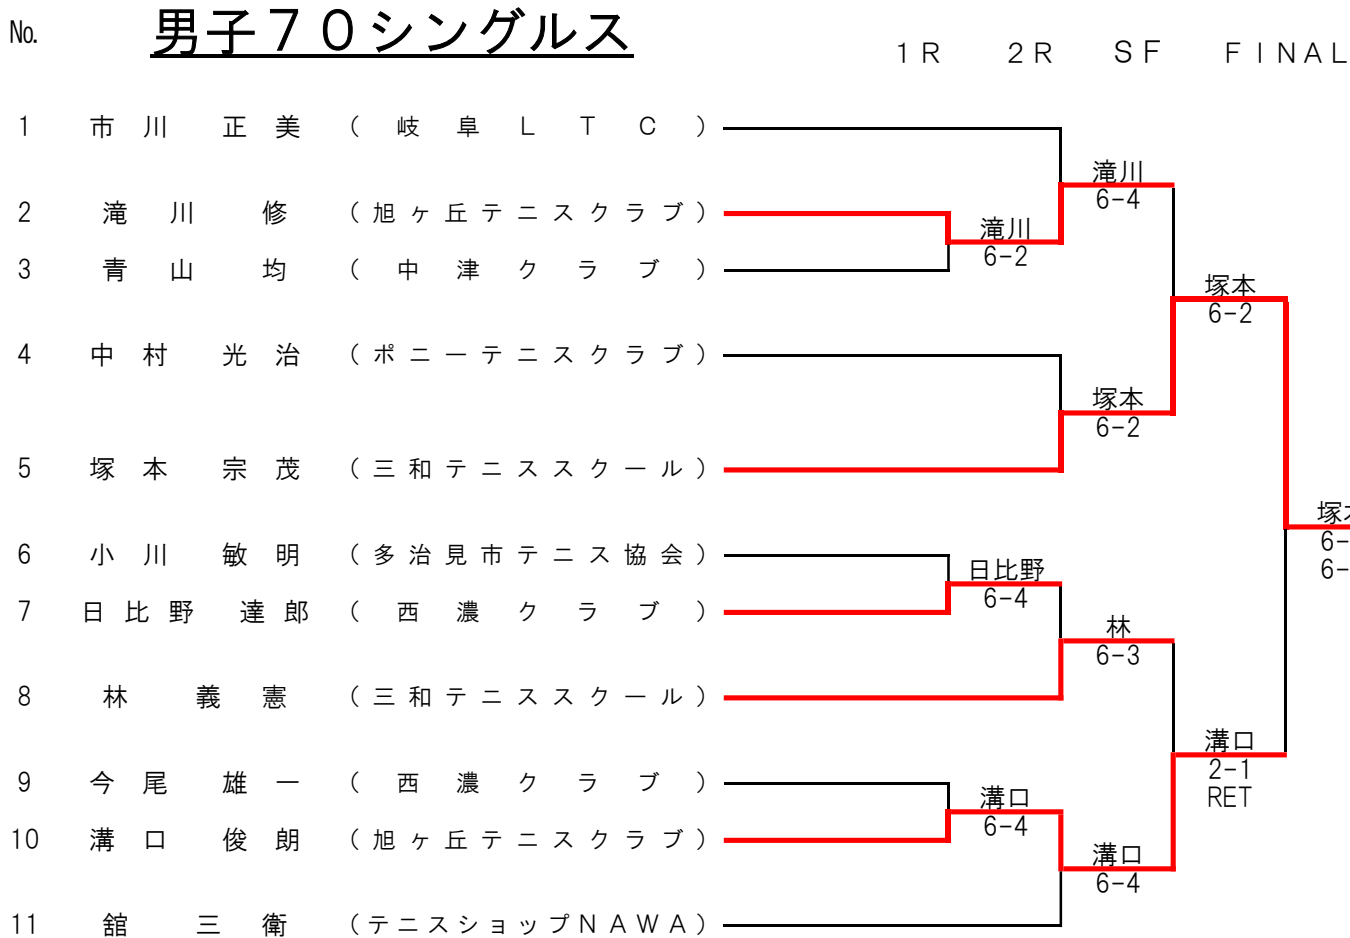 No. 男子７０シングルス
１Ｒ ２Ｒ ＳＦ ＦＩＮＡＬ
1 市川 正美 （岐阜ＬＴＣ）
滝川
6-4
2 滝川 修 （旭ヶ丘テニスクラブ）
滝川
6-2
3 青山 均 （中津クラブ）
塚本
6-2
4 中村 光治 （ポニーテニスクラブ）
塚本
6-2
5 塚本 宗茂 （三和テニススクール）
6 小川 敏明 （多治見市テニス協会）
日比野
6-4
7 日比野 達郎 （西濃クラブ）
林
6-3
8 林 義憲 （三和テニススクール）
溝口
2-1
RET
9 今尾 雄一 （西濃クラブ）
溝口
6-4
10 溝口 俊朗 （旭ヶ丘テニスクラブ）
溝口
6-4
11 舘 三衛 （テニスショップＮＡＷＡ）
塚
6-
6-